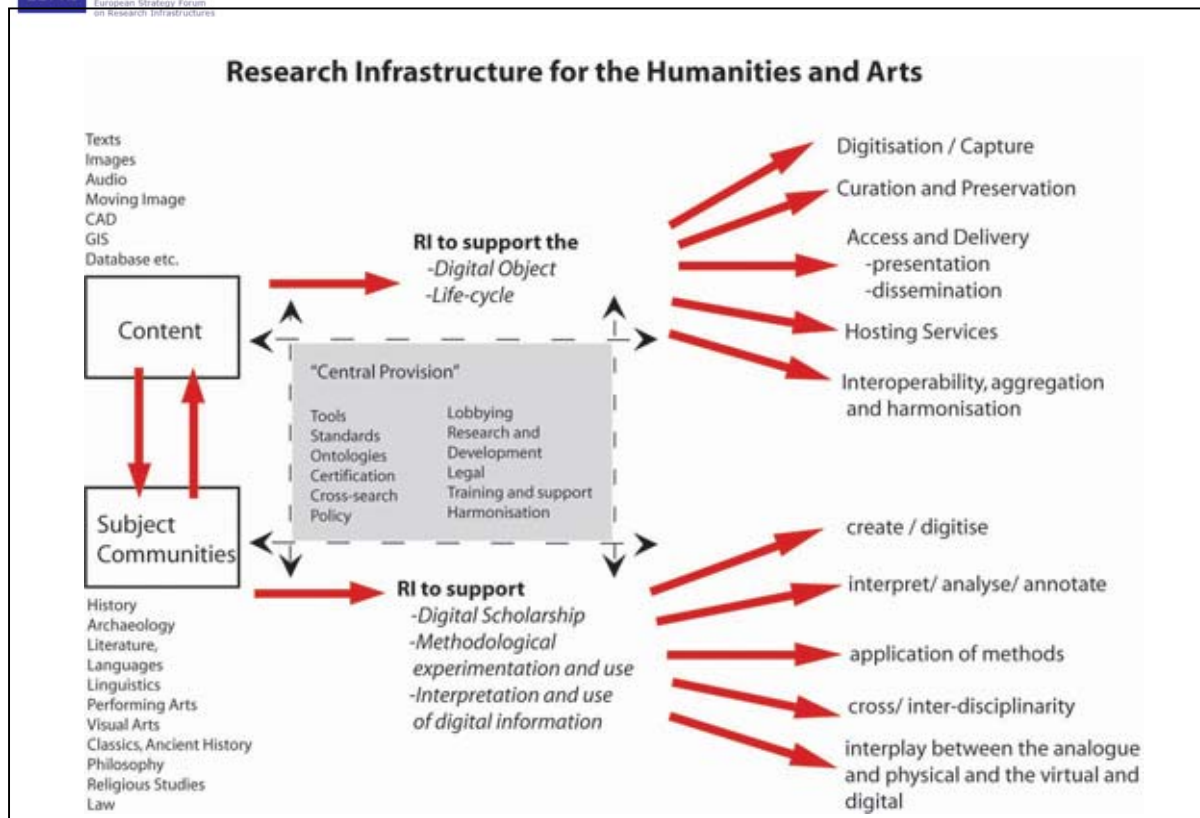 European Strategy Forum
on Research Infrastructures
Research Infrastructure for the Humanities and Arts
Texts
Images
Audio
Moving Image
CAD
GIS
Database etc.
Content
Subject
Communities
History
Archaeology
Literature,
Languages
Linguistics
Performing Arts
Visual Arts
Classics, Ancient History
Philosophy
Religious Studies
Law
RI to support the
-Digital Object
-Life-cycle
"Central Provision"
Tools
Standards
Ontologies
Certification
Cross-search
Policy
Lobbying
Research and
Development
Legal
Training and support
Harmonisation
RI to support
-Digital Scholarship
-Methodological
experimentation and use
-Interpretation and use
of digital information
Digitisation / Capture
Curation and Preservation
Access and Delivery
-presentation
-dissemination
Hosting Services
Interoperability, aggregation
and harmonisation
create / digitise
interpret/ analyse/ annotate
application of methods
cross/ inter-disciplinarity
interplay between the analogue
and physical and the virtual and
digital